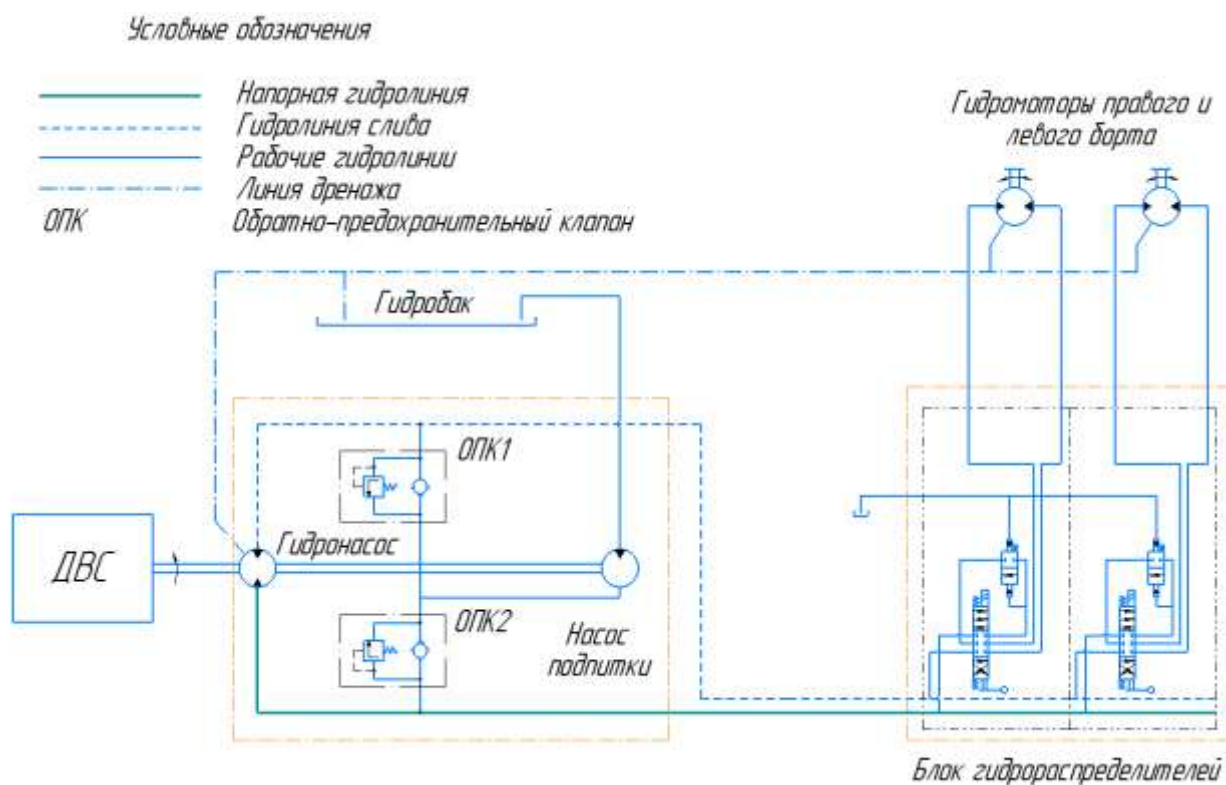 Условные обозначения
Напорная гидролиния
Гидролиния слива
Рабочие гидролинии
Линия дренажа
ОПК Обратно-предохранительный клапан
Гидромоторы правого и
левого борта
Гидробак
ОПК1
ДВС
Гидронасос
ОПК2
Насос
подпитки
Блок гидрораспределителей